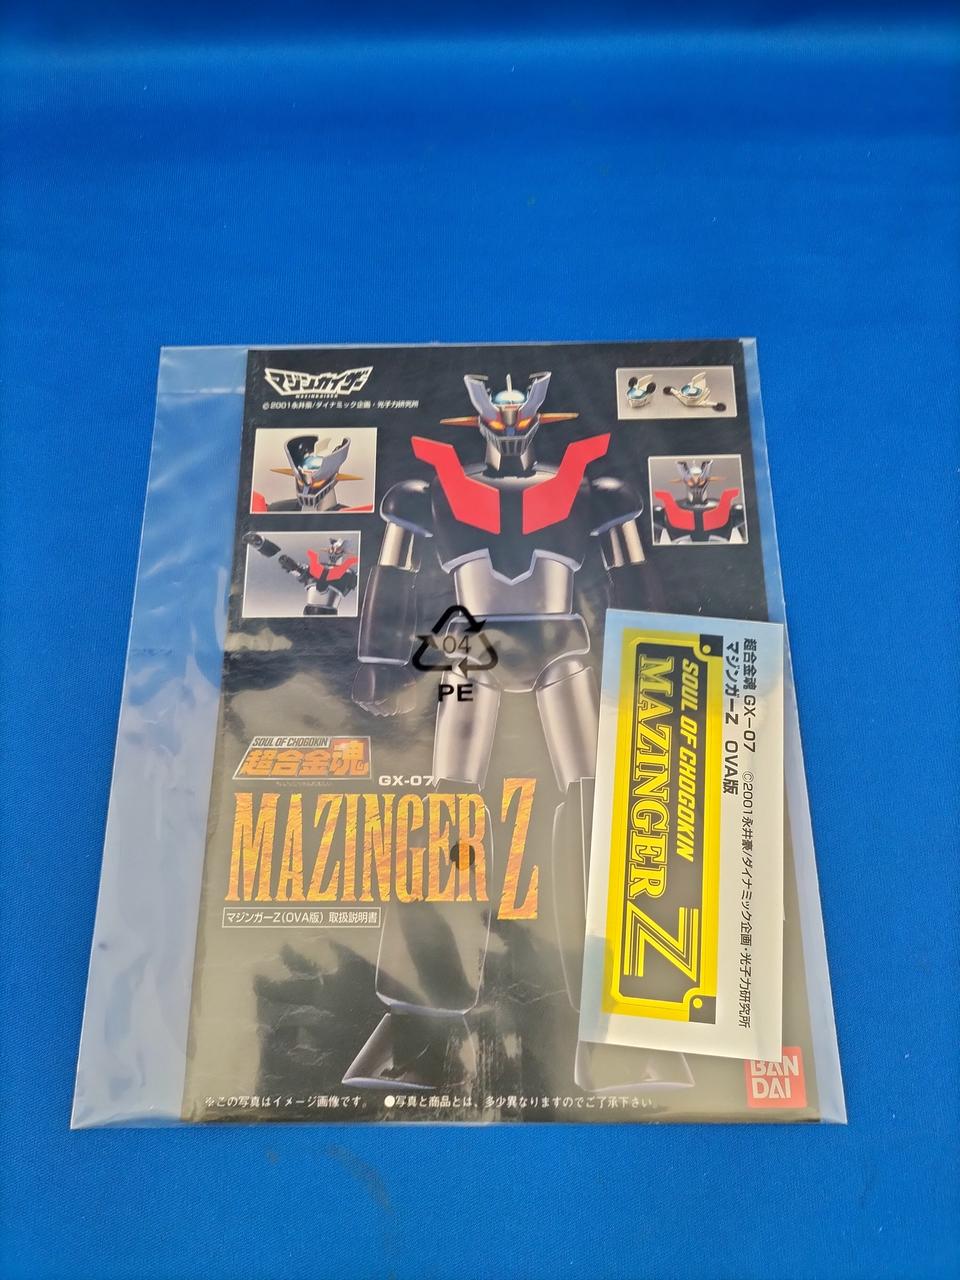 マジンカイザー
MAZINKAISER
©2001永井豪/ダイナミック企画・光子力研究所
04
PE
SOUL OF CHOGOKIN
超合金魂
GX-07
MAZINGER Z
マジンガーZ(OVA版) 取扱説明書
※この写真はイメージ画像です。 ●写真と商品とは、多少異なりますのでご了承下さい。
BAN
DAI
超合金魂 GX-07 ©2001永井豪/ダイナミック企画・光子力研究所
マジンガーZ OVA版
SOUL OF CHOGOKIN
MAZINGER Z